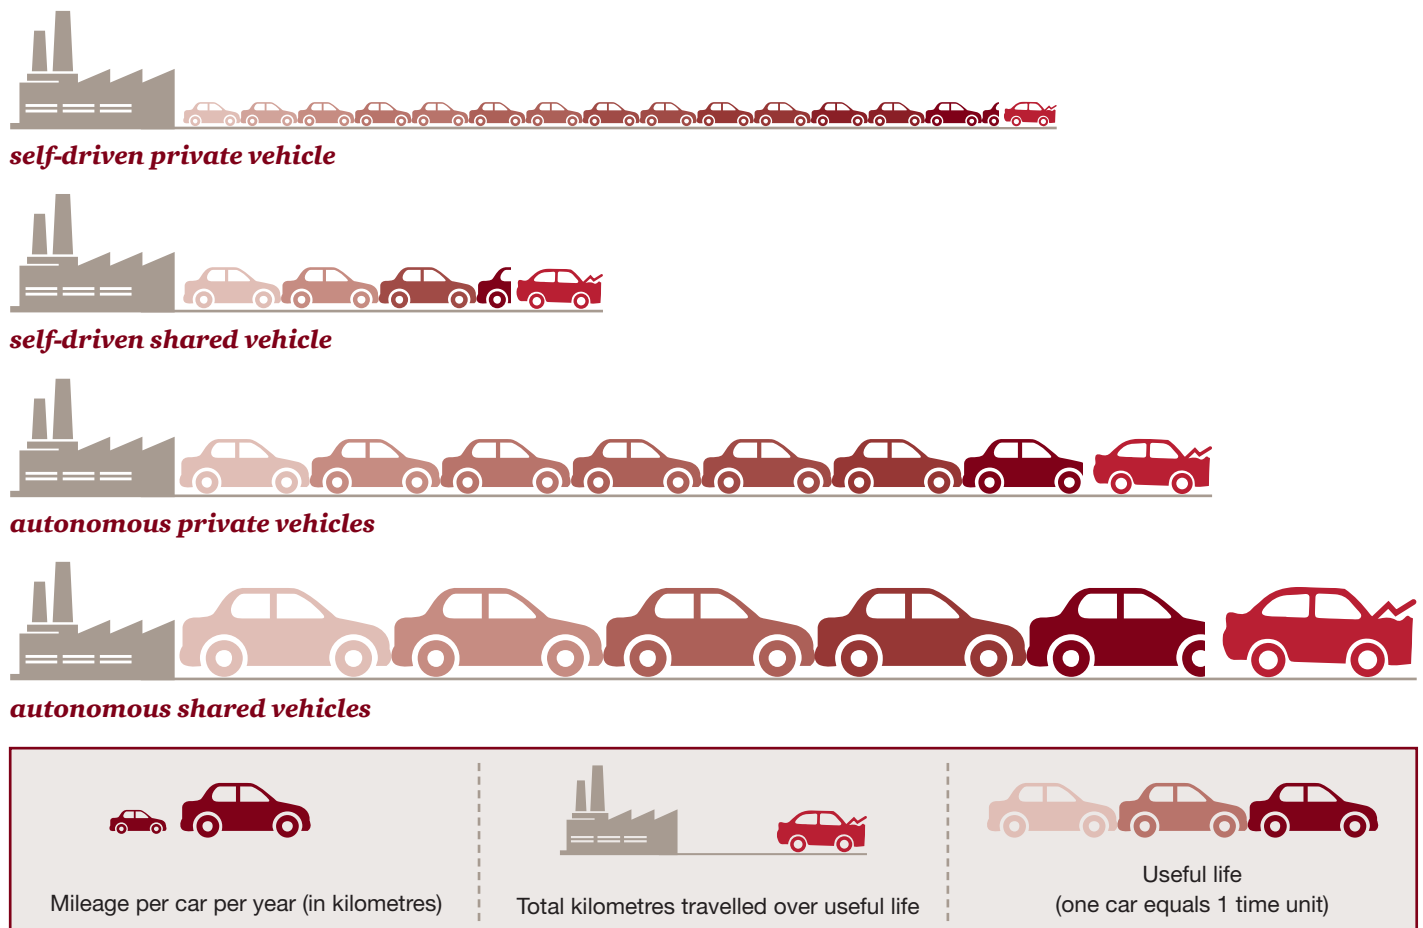 self-driven private vehicle
self-driven shared vehicle
autonomous private vehicles
autonomous shared vehicles
Mileage per car per year (in kilometres)
Total kilometres travelled over useful life
Useful life
(one car equals 1 time unit)